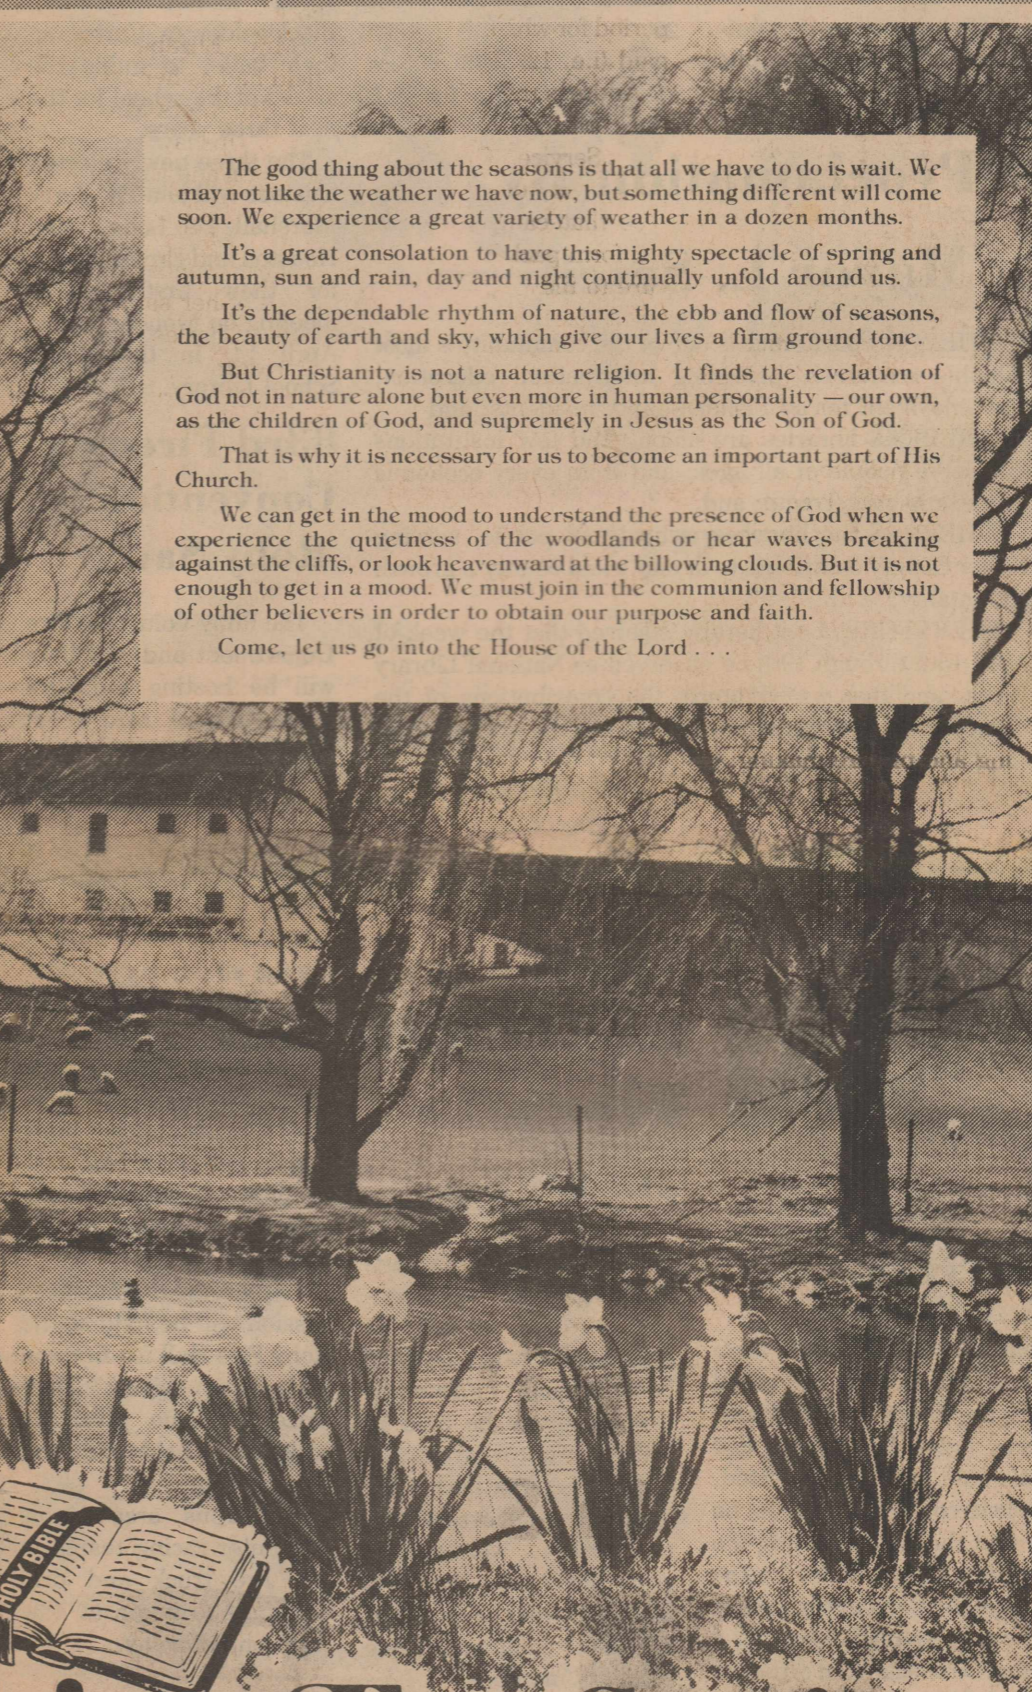 The good thing about the seasons is that all we have to do is wait. We
may not like the weather we have now, but something different will come
soon. We experience a great variety of weather in a dozen months.
It's a great consolation to have this mighty spectacle of spring and
autumn, sun and rain, day and night continually unfold around us.
It's the dependable rhythm of nature, the ebb and flow of seasons,
the beauty of earth and sky, which give our lives a firm ground tone.
But Christianity is not a nature religion. It finds the revelation of
God not in nature alone but even more in human personality — our own,
as the children of God, and supremely in Jesus as the Son of God.
That is why it is necessary for us to become an important part of His
Church.
We can get in the mood to understand the presence of God when we
experience the quietness of the woodlands or hear waves breaking
against the cliffs, or look heavenward at the billowing clouds. But it is not
enough to get in a mood. We must join in the communion and fellowship
of other believers in order to obtain our purpose and faith.
Come, let us go into the House of the Lord . . .
HOLY BIBLE